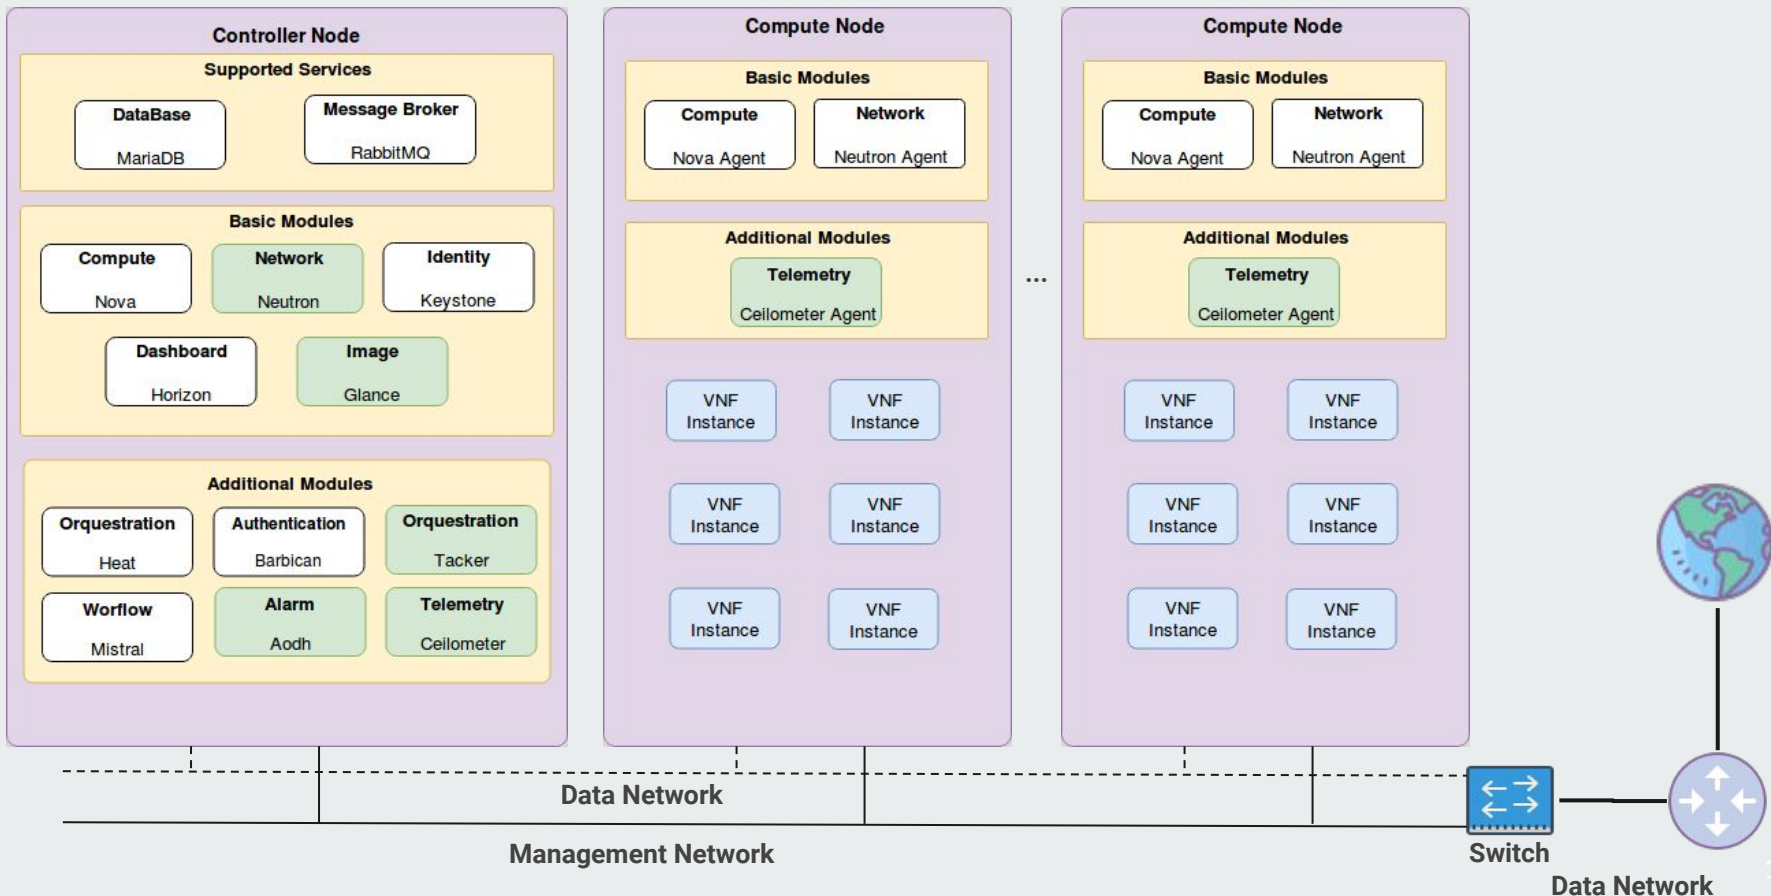 Controller Node
Supported Services
DataBase
MariaDB
Message Broker
RabbitMQ
Basic Modules
Compute
Nova
Network
Neutron
Identity
Keystone
Dashboard
Horizon
Image
Glance
Additional Modules
Orquestration
Heat
Authentication
Barbican
Orquestration
Tacker
Worflow
Mistral
Alarm
Aodh
Telemetry
Ceilometer
Compute Node
Basic Modules
Compute
Nova Agent
Network
Neutron Agent
Additional Modules
Telemetry
Ceilometer Agent
VNF
Instance
VNF
Instance
VNF
Instance
VNF
Instance
VNF
Instance
VNF
Instance
...
Compute Node
Basic Modules
Compute
Nova Agent
Network
Neutron Agent
Additional Modules
Telemetry
Ceilometer Agent
VNF
Instance
VNF
Instance
VNF
Instance
VNF
Instance
VNF
Instance
VNF
Instance
Data Network
Management Network
Switch
Data Network